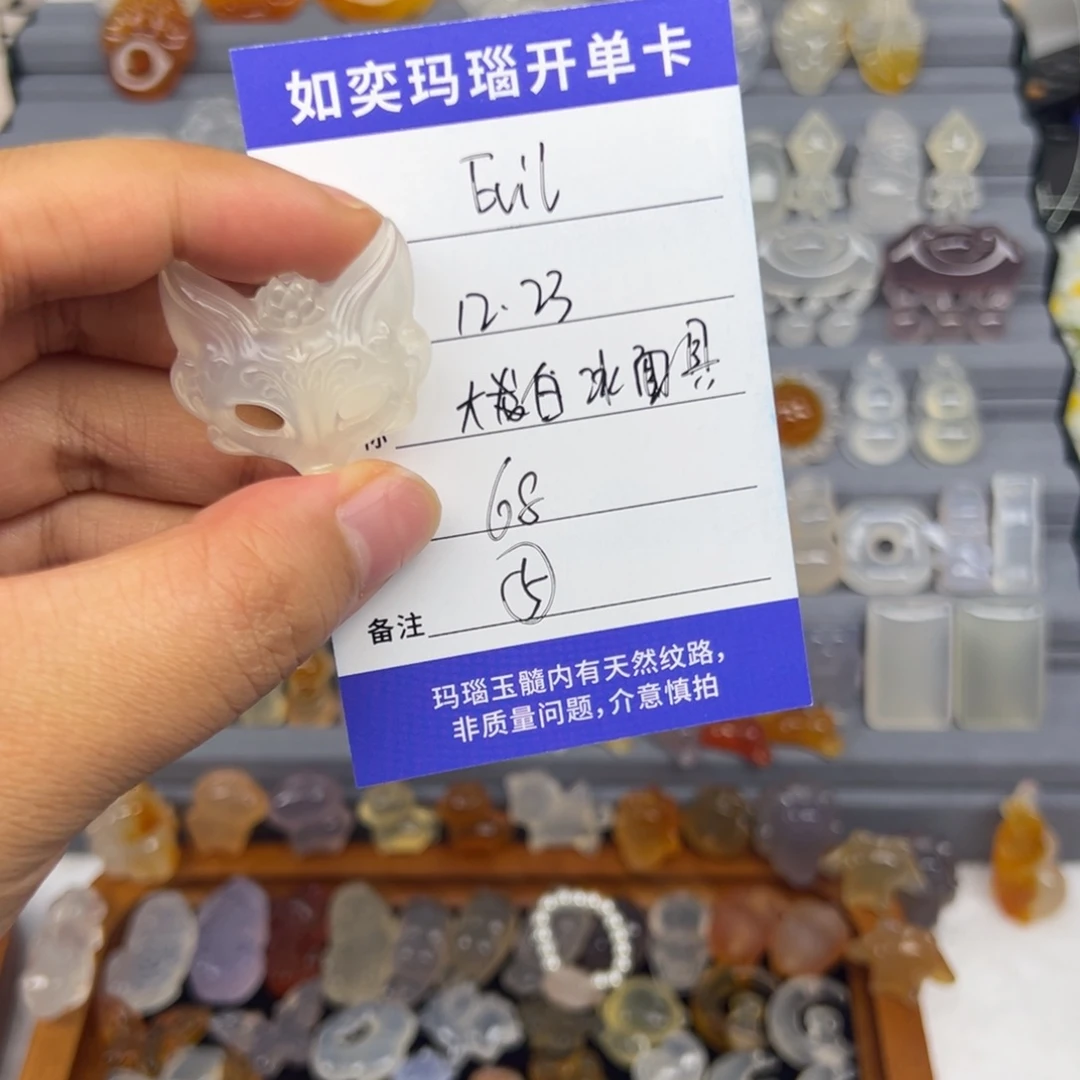 如奕玛瑙开单卡
Evil
12.23
大 白冰面具
68
备注 ⑤
玛瑙玉髓内有天然纹路，
非质量问题，介意慎拍